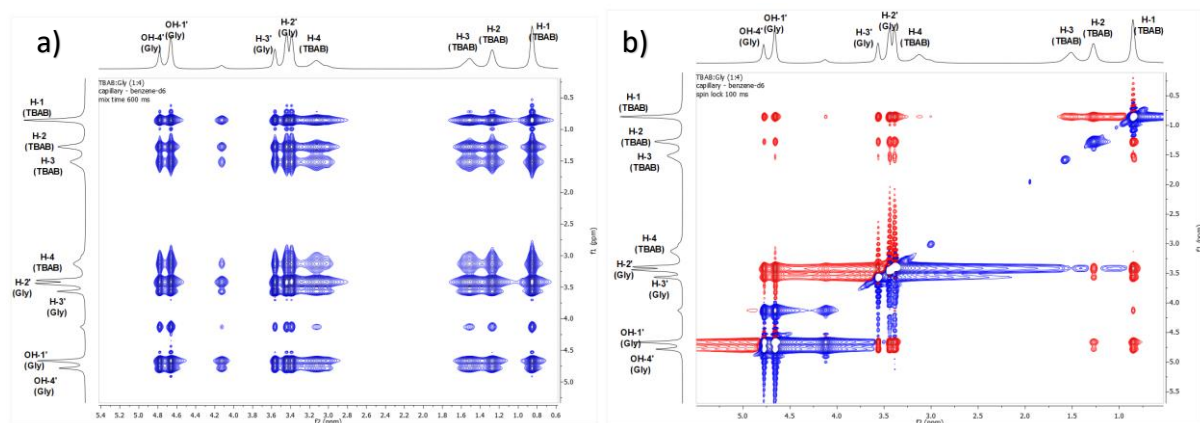 a)
OH-4'
(Gly)
OH-1'
(Gly)
H-3'
(Gly)
H-2'
(Gly)
H-4
(TBAB)
H-3
(TBAB)
H-2
(TBAB)
H-1
(TBAB)
TBAB:Gly (1:4)
capillary - benzene-d6
mix time 600 ms
H-1
(TBAB)
H-2
(TBAB)
H-3
(TBAB)
H-4
(TBAB)
H-2'
(Gly)
H-3'
(Gly)
OH-1'
(Gly)
OH-4'
(Gly)
0.5
1.0
1.5
2.0
2.5
3.0
3.5
4.0
4.5
5.0
f1 (ppm)
5.4 5.2 5.0 4.8 4.6 4.4 4.2 4.0 3.8 3.6 3.4 3.2 3.0 2.8 2.6 2.4 2.2 2.0 1.8 1.6 1.4 1.2 1.0 0.8 0.6
f2 (ppm)
b)
OH-4'
(Gly)
OH-1'
(Gly)
H-3'
(Gly)
H-2'
(Gly)
H-4
(TBAB)
H-3
(TBAB)
H-2
(TBAB)
H-1
(TBAB)
TBAB:Gly (1:4)
capillary - benzene-d6
spin lock 100 ms
H-1
(TBAB)
H-2
(TBAB)
H-3
(TBAB)
H-4
(TBAB)
H-2'
(Gly)
H-3'
(Gly)
OH-1'
(Gly)
OH-4'
(Gly)
0.5
1.0
1.5
2.0
2.5
3.0
3.5
4.0
4.5
5.0
5.5
f1 (ppm)
5.0 4.5 4.0 3.5 3.0 2.5 2.0 1.5 1.0
f2 (ppm)